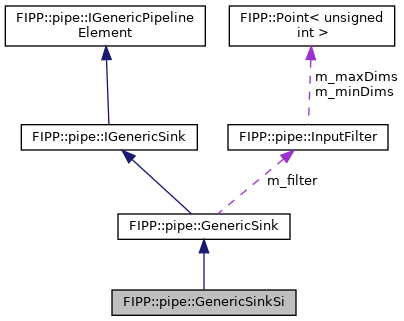 FIPP::pipe::IGenericPipeline
Element
FIPP::Point< unsigned
int >
m_maxDims
m_minDims
FIPP::pipe::IGenericSink
FIPP::pipe::InputFilter
m_filter
FIPP::pipe::GenericSink
FIPP::pipe::GenericSinkSi